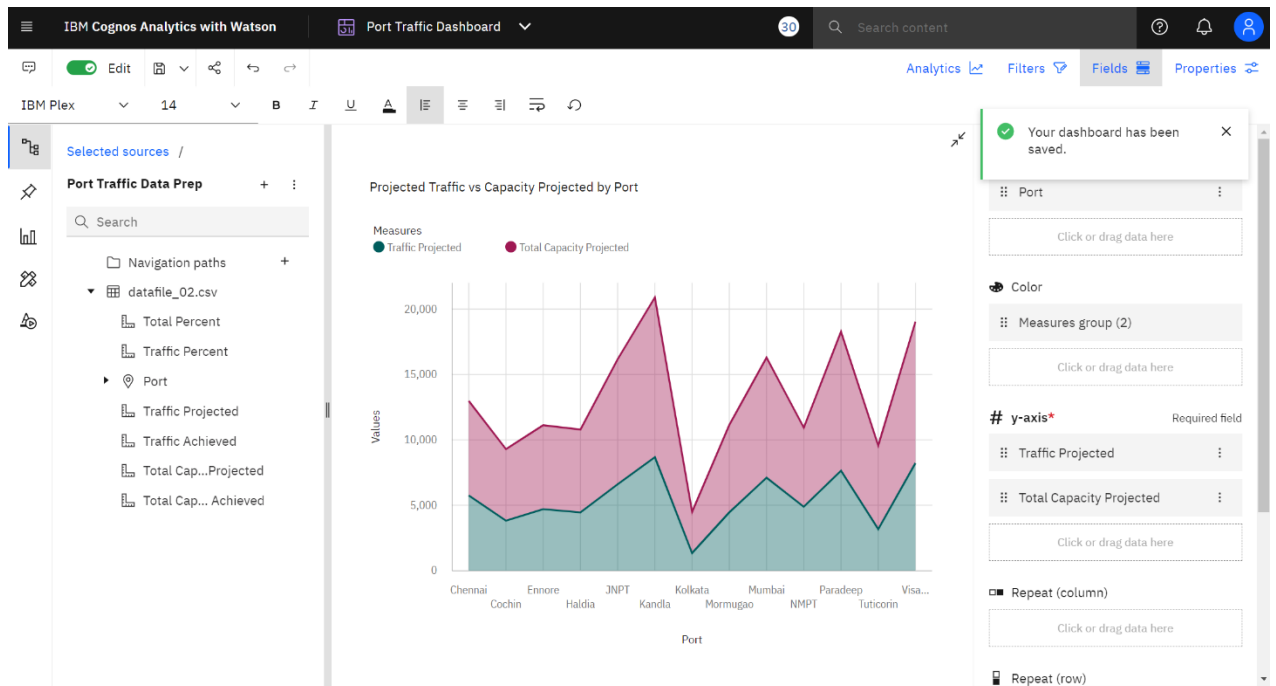 IBM Cognos Analytics with Watson
Port Traffic Dashboard
30
Search content
Edit
Analytics
Filters
Fields
Properties
IBM Plex
14
B I U A
Selected sources /
Port Traffic Data Prep
Search
Navigation paths
datafile_02.csv
Total Percent
Traffic Percent
Port
Traffic Projected
Traffic Achieved
Total Cap...Projected
Total Cap... Achieved
Projected Traffic vs Capacity Projected by Port
Measures
Traffic Projected
Total Capacity Projected
Values
20,000
15,000
10,000
5,000
0
Chennai
Cochin
Ennore
Haldia
JNPT
Kandla
Kolkata
Mormugao
Mumbai
NMPT
Paradeep
Tuticorin
Visa...
Port
Your dashboard has been
saved.
Port
Click or drag data here
Color
Measures group (2)
Click or drag data here
# y-axis*
Required field
Traffic Projected
Total Capacity Projected
Click or drag data here
Repeat (column)
Click or drag data here
Repeat (row)